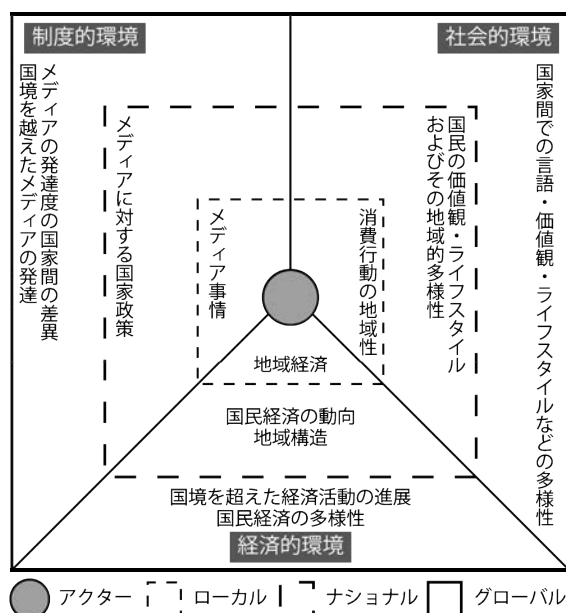 制度的環境
社会的環境
メディアの発達度の国家間の差異
国境を越えたメディアの発達
メディアに対する国家政策
メディア事情
消費行動の地域性
国民の価値観・ライフスタイル
およびその地域的多様性
国家間での言語・価値観・ライフスタイルなどの多様性
地域経済
国民経済の動向
地域構造
国境を超えた経済活動の進展
国民経済の多様性
経済的環境
アクター ローカル ナショナル グローバル